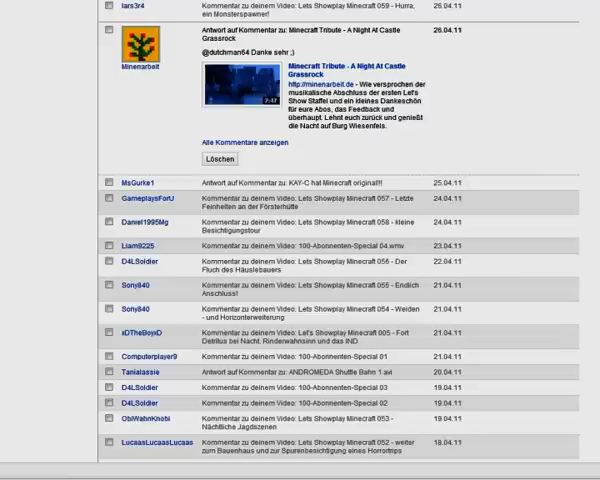 lars3r4 Kommentar zu deinem Video: Lets Showplay Minecraft 059 - Hurra, 26.04.11
ein Monsterspawner!
Antwort auf Kommentar zu: Minecraft Tribute - A Night At Castle 26.04.11
Grassrock
@dutchman64 Danke sehr ;)
Minenarbeit
Minecraft Tribute - A Night At Castle
Grassrock
http://minenarbeit.de - Wie versprochen der
musikalische Abschluss der ersten Let's
Show Staffel und ein kleines Dankeschön
für eure Abos, das Feedback und
überhaupt. Lehnt euch zurück und genießt
die Nacht auf Burg Wiesenfels.
2:47
Alle Kommentare anzeigen
Löschen
MsGurke1 Antwort auf Kommentar zu: KAY-C hat Minecraft original!!! 25.04.11
GameplaysForU Kommentar zu deinem Video: Lets Showplay Minecraft 057 - Letzte 24.04.11
Feinheiten an der Försterhütte
Daniel1995Mg Kommentar zu deinem Video: Lets Showplay Minecraft 058 - kleine 24.04.11
Besichtigungstour
Liam9225 Kommentar zu deinem Video: 100-Abonnenten-Special 04.wmv 23.04.11
D4LSoldier Kommentar zu deinem Video: Lets Showplay Minecraft 056 - Der 22.04.11
Fluch des Häuslebauers
Sony840 Kommentar zu deinem Video: Lets Showplay Minecraft 055 - Endlich 21.04.11
Anschluss!
Sony840 Kommentar zu deinem Video: Lets Showplay Minecraft 054 - Weiden 21.04.11
- und Horizonterweiterung
xDTheBoyxD Kommentar zu deinem Video: Let's Showplay Minecraft 005 - Fort 21.04.11
Detritus bei Nacht. Rinderwahnsinn und das IND
Computerplayer9 Kommentar zu deinem Video: 100-Abonnenten-Special 01 21.04.11
Tanialassie Antwort auf Kommentar zu: ANDROMEDA Shuttle Bahn 1.avi 20.04.11
D4LSoldier Kommentar zu deinem Video: 100-Abonnenten-Special 03 19.04.11
D4LSoldier Kommentar zu deinem Video: 100-Abonnenten-Special 02 19.04.11
ObiWahnKnobi Kommentar zu deinem Video: Lets Showplay Minecraft 053 - 19.04.11
Nächtliche Jagdszenen
LucaasLucaasLucaas Kommentar zu deinem Video: Lets Showplay Minecraft 052 - weiter 18.04.11
zum Bauenhaus und zur Spurenbesichtigung eines Horrortrips